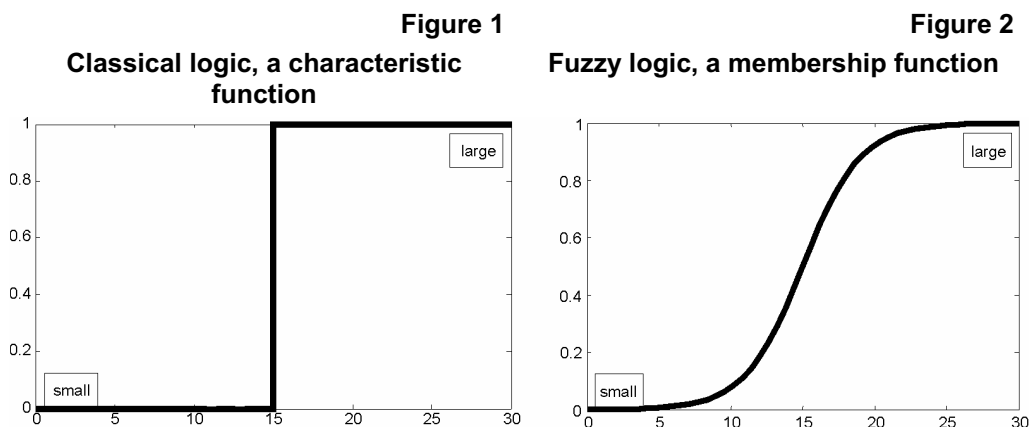 Figure 1
Classical logic, a characteristic
function
1
0.8
0.6
0.4
0.2
0
large
small
0 5 10 15 20 25 30
Figure 2
Fuzzy logic, a membership function
1
0.8
0.6
0.4
0.2
0
large
small
0 5 10 15 20 25 30